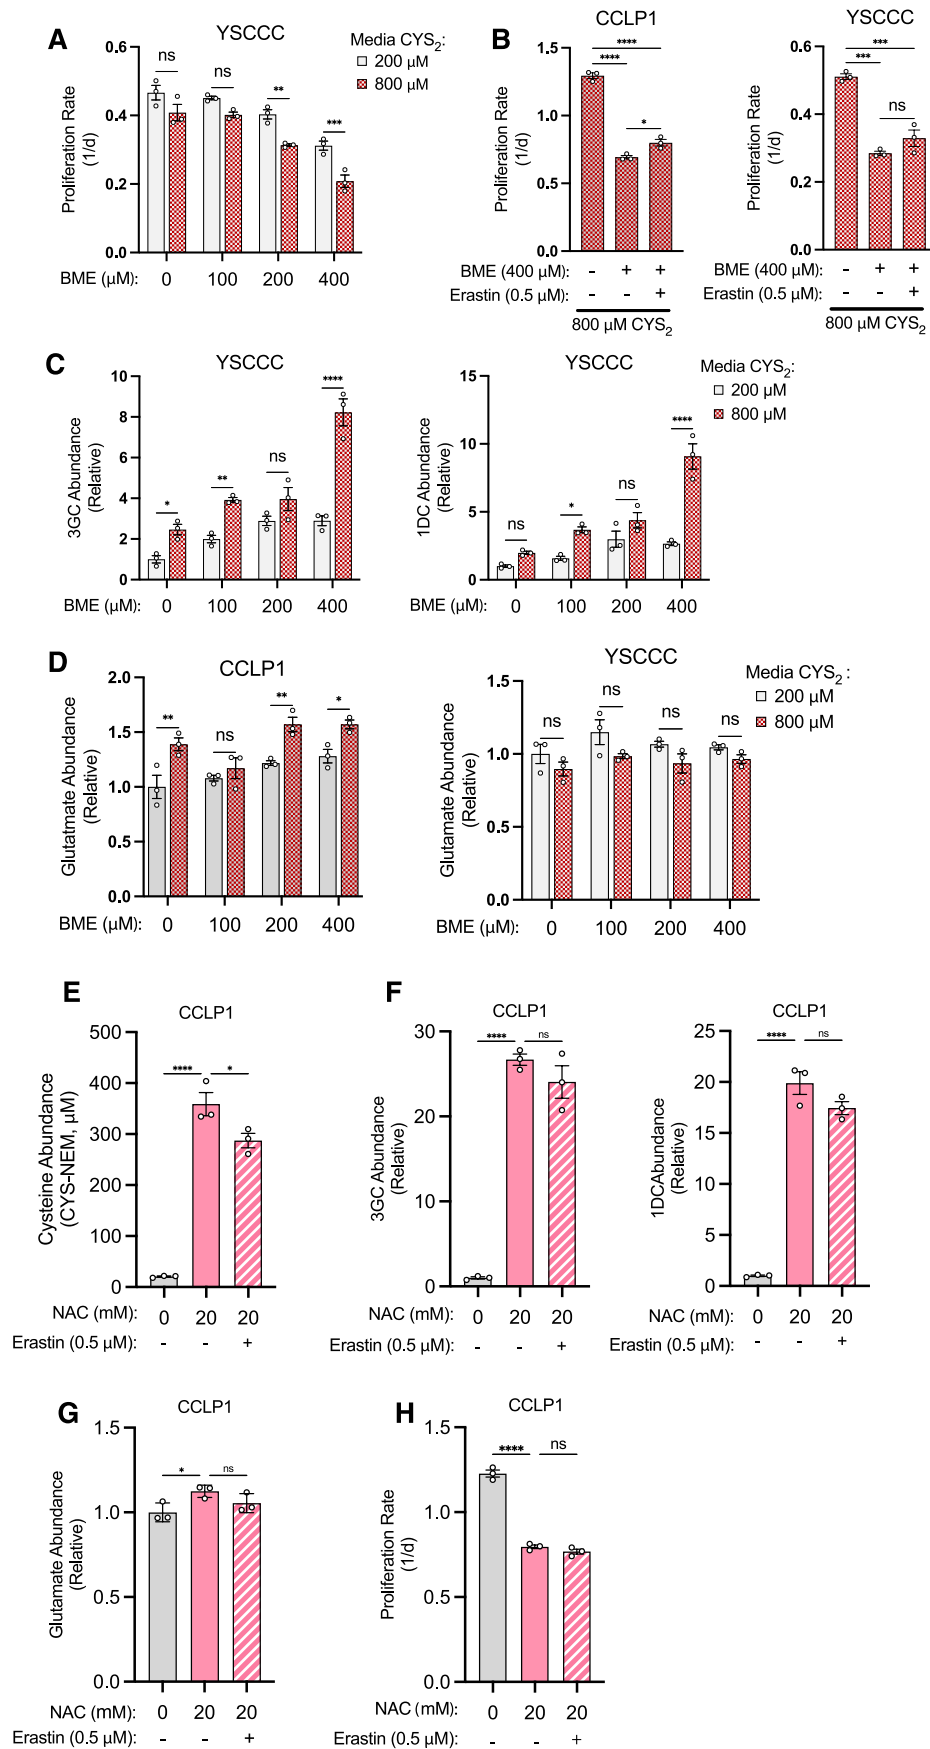 A
YSCCC
Media CYS2:
200 µM
800 µM
Proliferation Rate
(1/d)
0.6
0.4
0.2
0.0
ns
ns
**
***
BME (µM):
0
100
200
400
B
CCLP1
Proliferation Rate
(1/d)
1.5
1.0
0.5
0.0
****
****
*
BME (400 µM): - + +
Erastin (0.5 µM): - - +
800 µM CYS2
YSCCC
Proliferation Rate
(1/d)
0.6
0.4
0.2
0.0
***
***
ns
BME (400 µM): - + +
Erastin (0.5 µM): - - +
800 µM CYS2
C
YSCCC
3GC Abundance
(Relative)
10
8
6
4
2
0
*
**
ns
****
BME (µM):
0
100
200
400
YSCCC
Media CYS2:
200 µM
800 µM
1DC Abundance
(Relative)
15
10
5
0
ns
*
ns
****
BME (µM):
0
100
200
400
D
CCLP1
Glutatmate Abundance
(Relative)
2.0
1.5
1.0
0.5
0.0
**
ns
**
*
BME (µM):
0
100
200
400
YSCCC
Media CYS2 :
200 µM
800 µM
Glutamate Abundance
(Relative)
1.5
1.0
0.5
0.0
ns
ns
ns
ns
BME (µM):
0
100
200
400
E
CCLP1
Cysteine Abundance
(CYS-NEM, µM)
500
400
300
200
100
0
****
*
NAC (mM): 0 20 20
Erastin (0.5 µM): - - +
F
CCLP1
3GC Abundance
(Relative)
30
20
10
0
****
ns
NAC (mM): 0 20 20
Erastin (0.5 µM): - - +
CCLP1
1DCAbundance
(Relative)
25
20
15
10
5
0
****
ns
NAC (mM): 0 20 20
Erastin (0.5 µM): - - +
G
CCLP1
Glutamate Abundance
(Relative)
1.5
1.0
0.5
0.0
*
ns
NAC (mM): 0 20 20
Erastin (0.5 µM): - - +
H
CCLP1
Proliferation Rate
(1/d)
1.5
1.0
0.5
0.0
****
ns
NAC (mM): 0 20 20
Erastin (0.5 µM): - - +